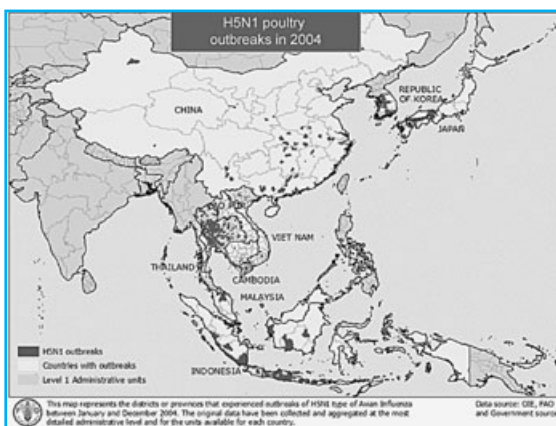 H5N1 poultry
outbreaks in 2004
CHINA
REPUBLIC
OF KOREA
JAPAN
VIET NAM
THAILAND
CAMBODIA
MALAYSIA
INDONESIA
H5N1 outbreaks
Countries with outbreaks
Level 1 Administrative units
This map represents the districts or provinces that experienced outbreaks of H5N1 type of Avian Influenza
between January and December 2004. The original data have been collected and aggregated at the most
detailed administrative level and for the units available for each country.
Data source: OIE, FAO
and Government sourc